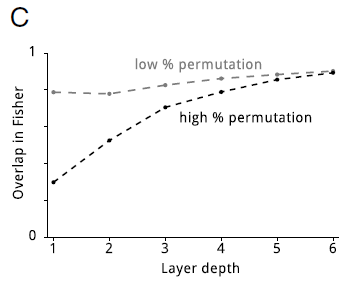 C
1
low % permutation
high % permutation
Overlap in Fisher
0
1 2 3 4 5 6
Layer depth